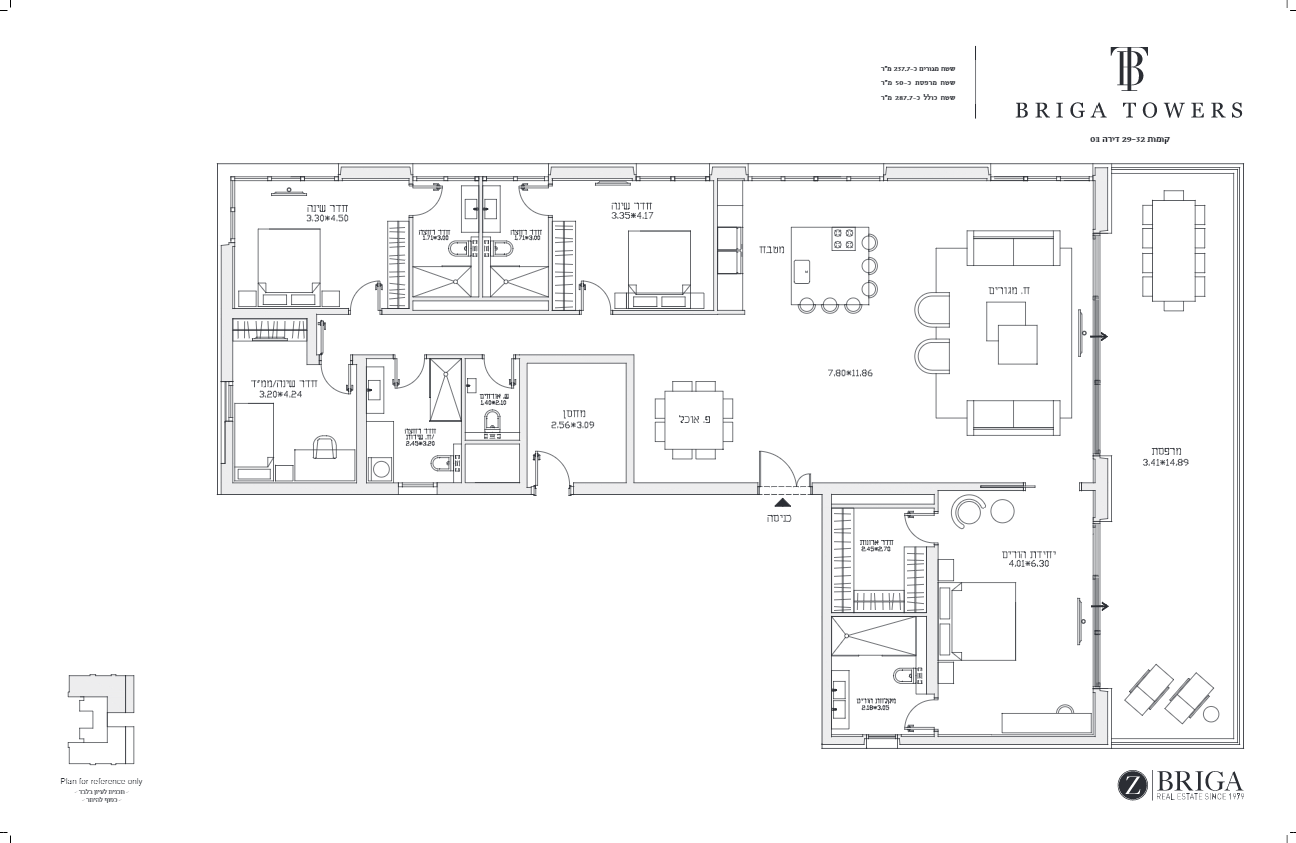 שטח מגורים כ-237.7 מ"ר
שטח מרפסת כ-50 מ"ר
שטח כולל כ-287.7 מ"ר
TB
BRIGA TOWERS
קומות 29-32 דירה 03
חדר שינה
3.30*4.50
חדר רחצה
1.71*3.00
חדר רחצה
1.71*3.00
חדר שינה
3.35*4.17
מטבח
ח. מגורים
7.80*11.86
חדר שינה/ממ"ד
3.20*4.24
חדר רחצה
/ח. שירות
2.45*3.20
ש. אורחים
1.40*2.10
מחסן
2.56*3.09
פ. אוכל
מרפסת
3.41*14.89
כניסה
חדר ארונות
2.45*2.70
יחידת הורים
4.01*6.30
מקלחת הורים
2.18*3.05
Plan for reference only
- תוכנית לעיון בלבד -
- כפוף להיתר -
Z BRIGA
REAL ESTATE SINCE 1979